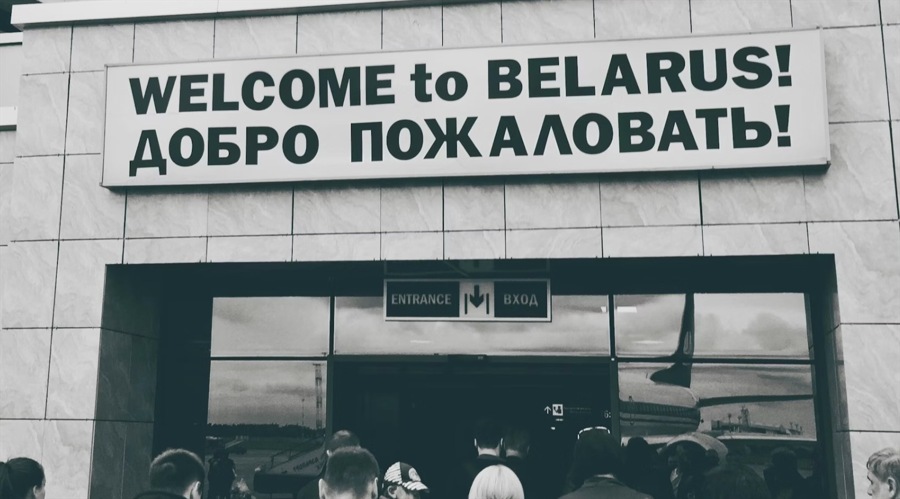 WELCOME to BELARUS!
ДОБРО ПОЖАЛОВАТЬ!
ENTRANCE ВХОД